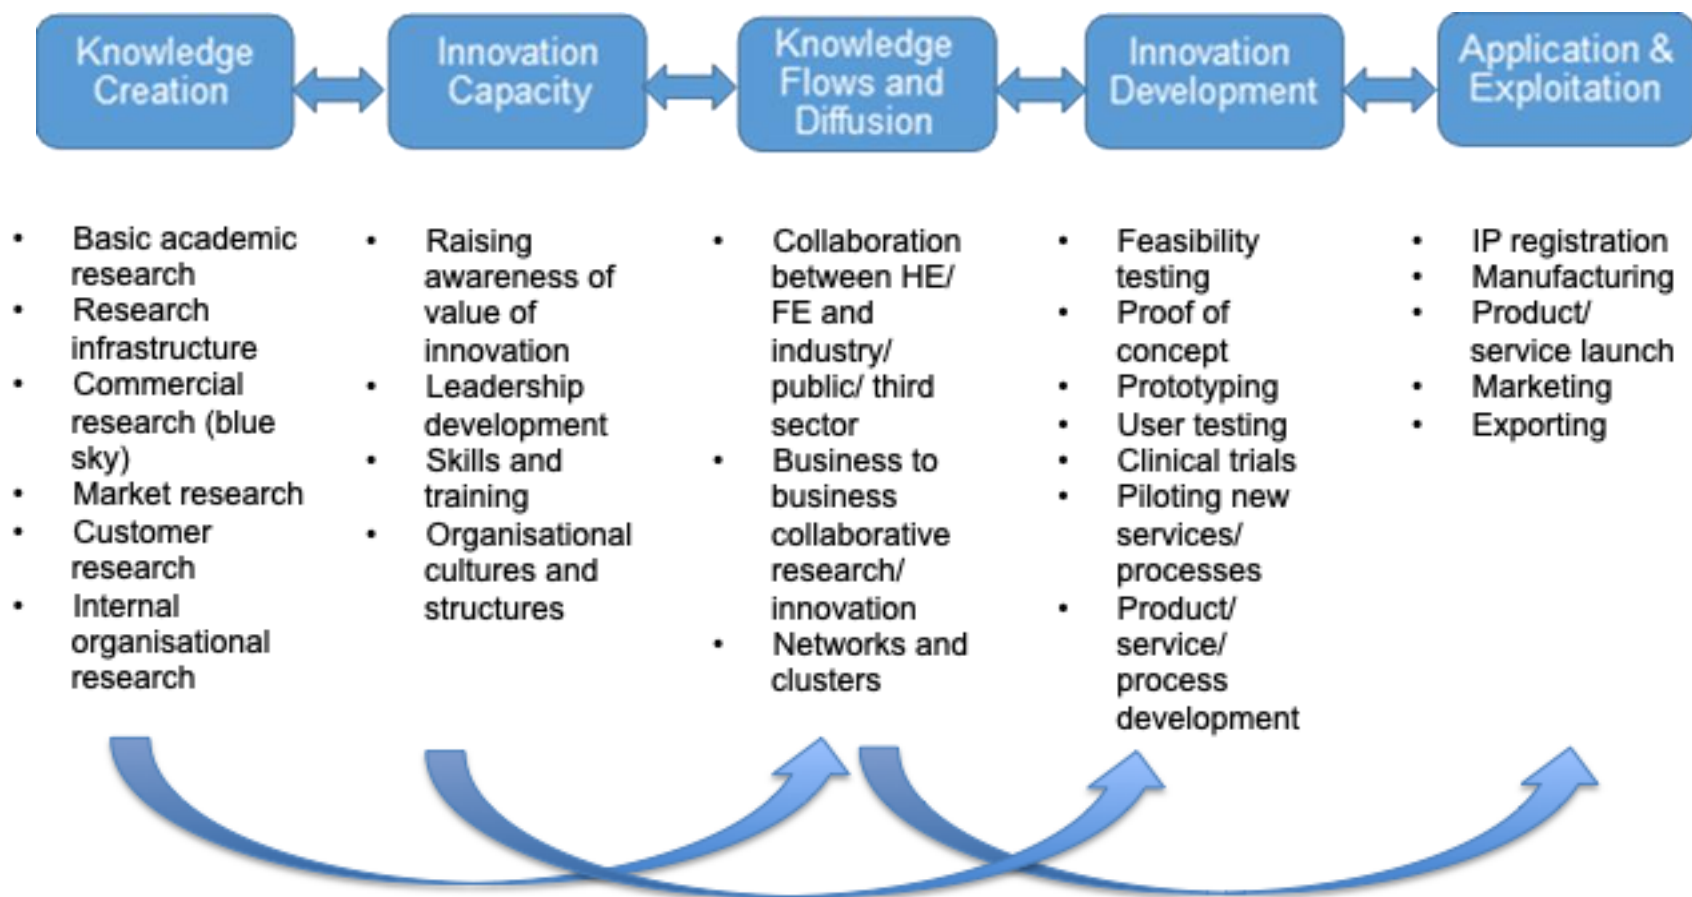 Knowledge
Creation
Innovation
Capacity
Knowledge
Flows and
Diffusion
Innovation
Development
Application &
Exploitation
• Basic academic
research
• Research
infrastructure
• Commercial
research (blue
sky)
• Market research
• Customer
research
• Internal
organisational
research
• Raising
awareness of
value of
innovation
• Leadership
development
• Skills and
training
• Organisational
cultures and
structures
• Collaboration
between HE/
FE and
industry/
public/ third
sector
• Business to
business
collaborative
research/
innovation
• Networks and
clusters
• Feasibility
testing
• Proof of
concept
• Prototyping
• User testing
• Clinical trials
• Piloting new
services/
processes
• Product/
service/
process
development
• IP registration
• Manufacturing
• Product/
service launch
• Marketing
• Exporting